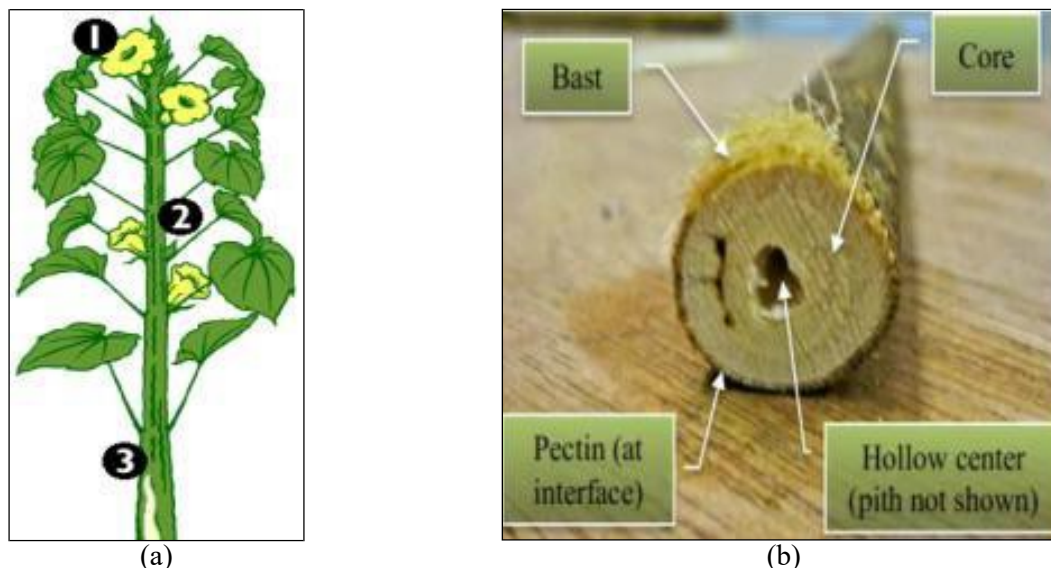 1
2
3
Bast
Core
Pectin (at
interface)
Hollow center
(pith not shown)
(a)
(b)